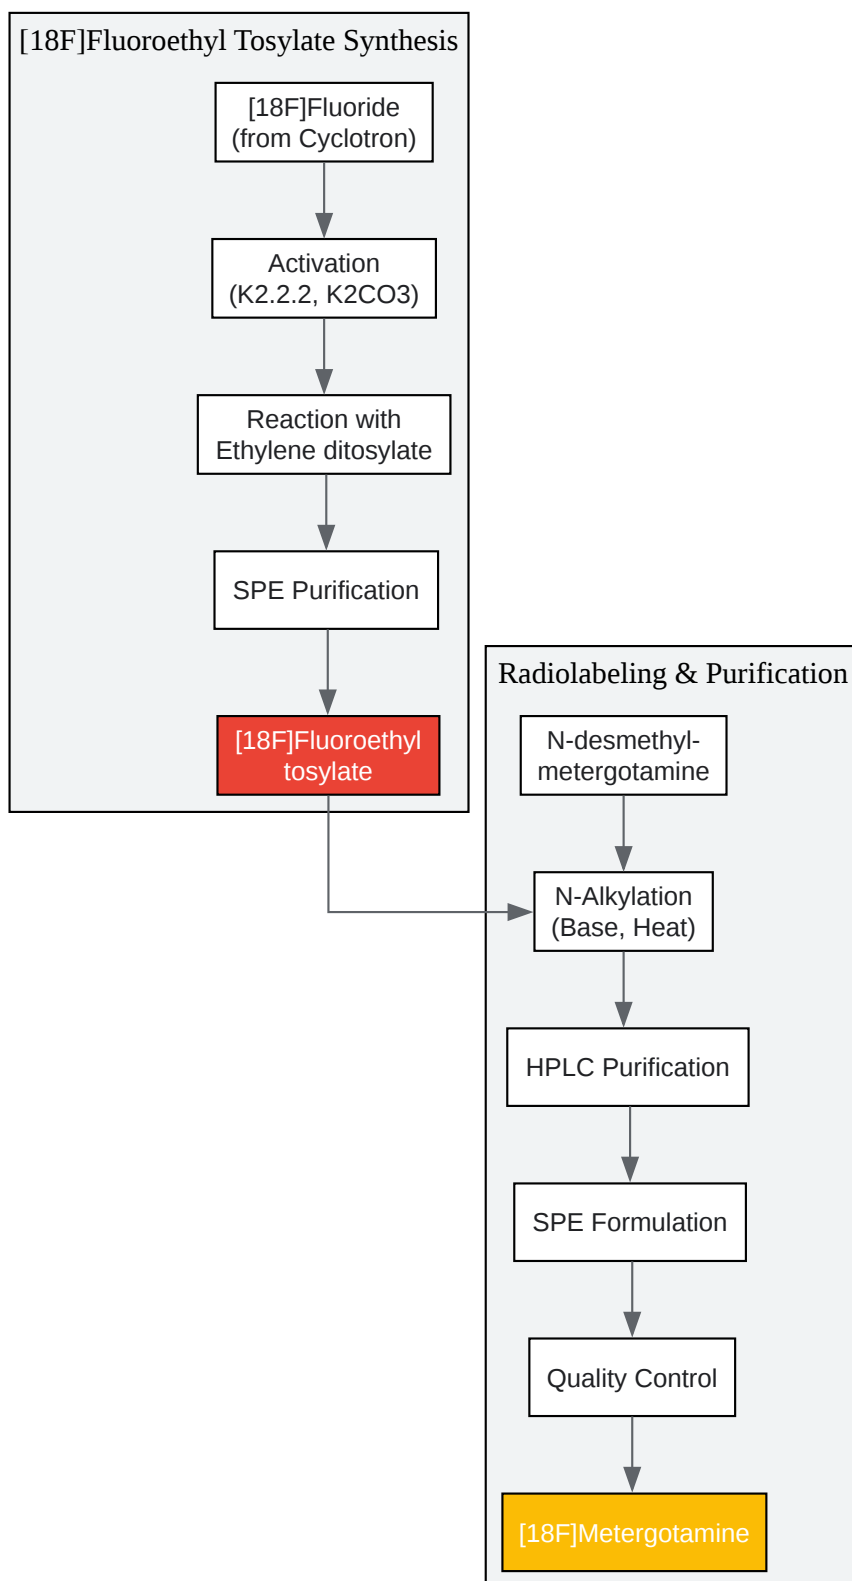 [18F]Fluoroethyl Tosylate Synthesis
[18F]Fluoride
(from Cyclotron)
Activation
(K2.2.2, K2CO3)
Reaction with
Ethylene ditosylate
SPE Purification
[18F]Fluoroethyl
tosylate
Radiolabeling & Purification
N-desmethyl-
metergotamine
N-Alkylation
(Base, Heat)
HPLC Purification
SPE Formulation
Quality Control
[18F]Metergotamine